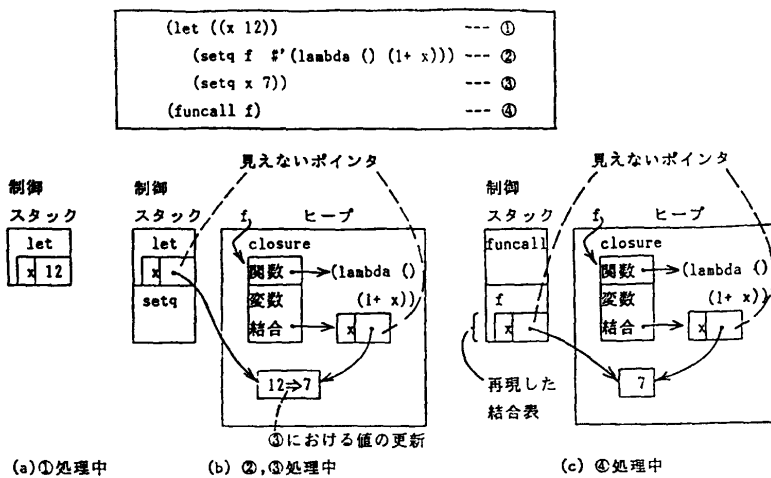 (let ((x 12)) --- ①
(setq f #'(lambda () (1+ x))) --- ②
(setq x 7)) --- ③
(funcall f) --- ④
見えないポインタ
見えないポインタ
制御
スタック
let
x 12
制御
スタック
let
x
setq
f
ヒープ
closure
関数
(lambda ()
(1+ x))
変数
結合
x
12⇒7
③における値の更新
制御
スタック
funcall
f
x
再現した
結合表
f
ヒープ
closure
関数
(lambda ()
(1+ x))
変数
結合
x
7
(a)①処理中
(b) ②,③処理中
(c) ④処理中